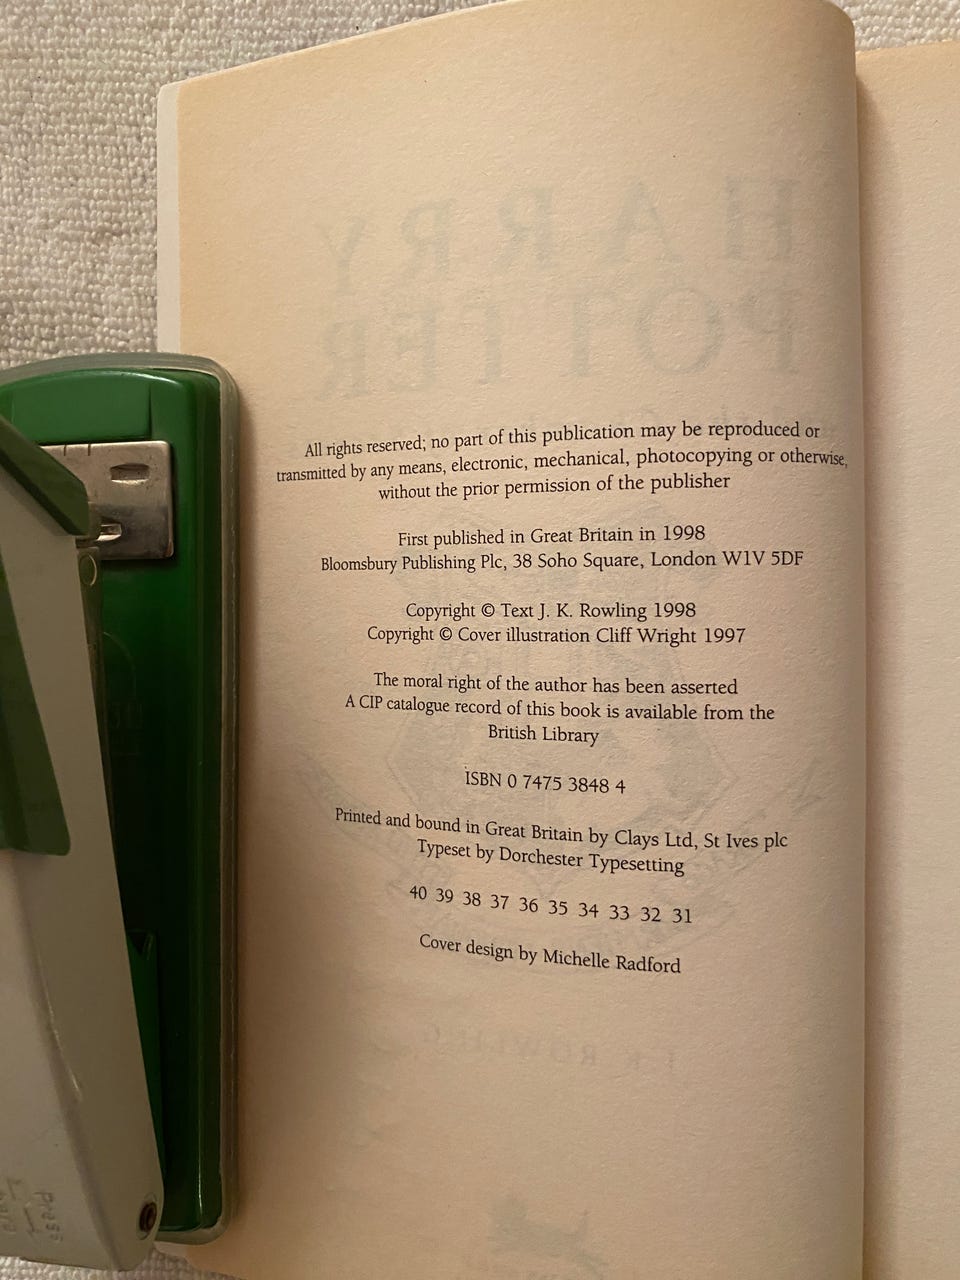 HARRY
POTTER
All rights reserved; no part of this publication may be reproduced or
transmitted by any means, electronic, mechanical, photocopying or otherwise,
without the prior permission of the publisher
First published in Great Britain in 1998
Bloomsbury Publishing Plc, 38 Soho Square, London W1V 5DF
Copyright © Text J. K. Rowling 1998
Copyright © Cover illustration Cliff Wright 1997
The moral right of the author has been asserted
A CIP catalogue record of this book is available from the
British Library
ISBN 0 7475 3848 4
Printed and bound in Great Britain by Clays Ltd, St Ives plc
Typeset by Dorchester Typesetting
40 39 38 37 36 35 34 33 32 31
Cover design by Michelle Radford
J. K. ROWLING
Press